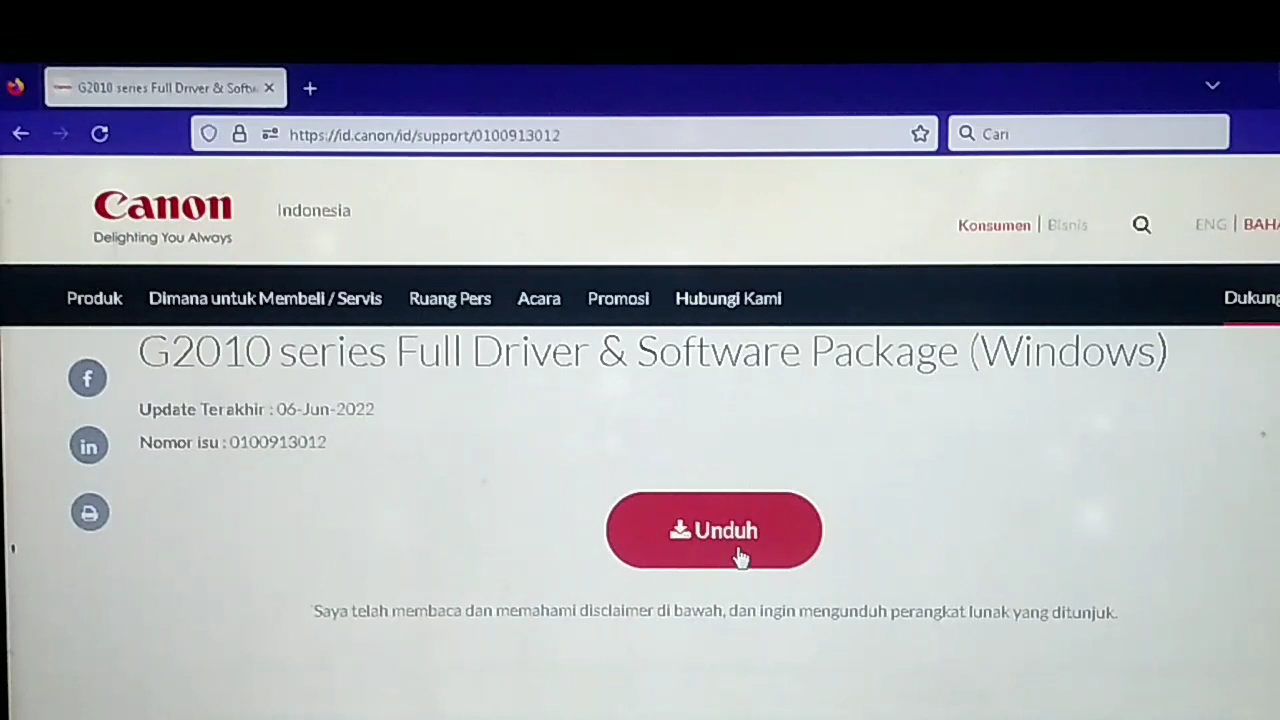 G2010 series Full Driver & Softw
https://id.canon/id/support/0100913012
Cari
Canon
Delighting You Always
Indonesia
Konsumen | Bisnis
ENG | BAHA
Produk
Dimana untuk Membeli / Servis
Ruang Pers
Acara
Promosi
Hubungi Kami
Dukung
G2010 series Full Driver & Software Package (Windows)
Update Terakhir : 06-Jun-2022
Nomor isu : 0100913012
f
in
Unduh
*Saya telah membaca dan memahami disclaimer di bawah, dan ingin mengunduh perangkat lunak yang ditunjuk.